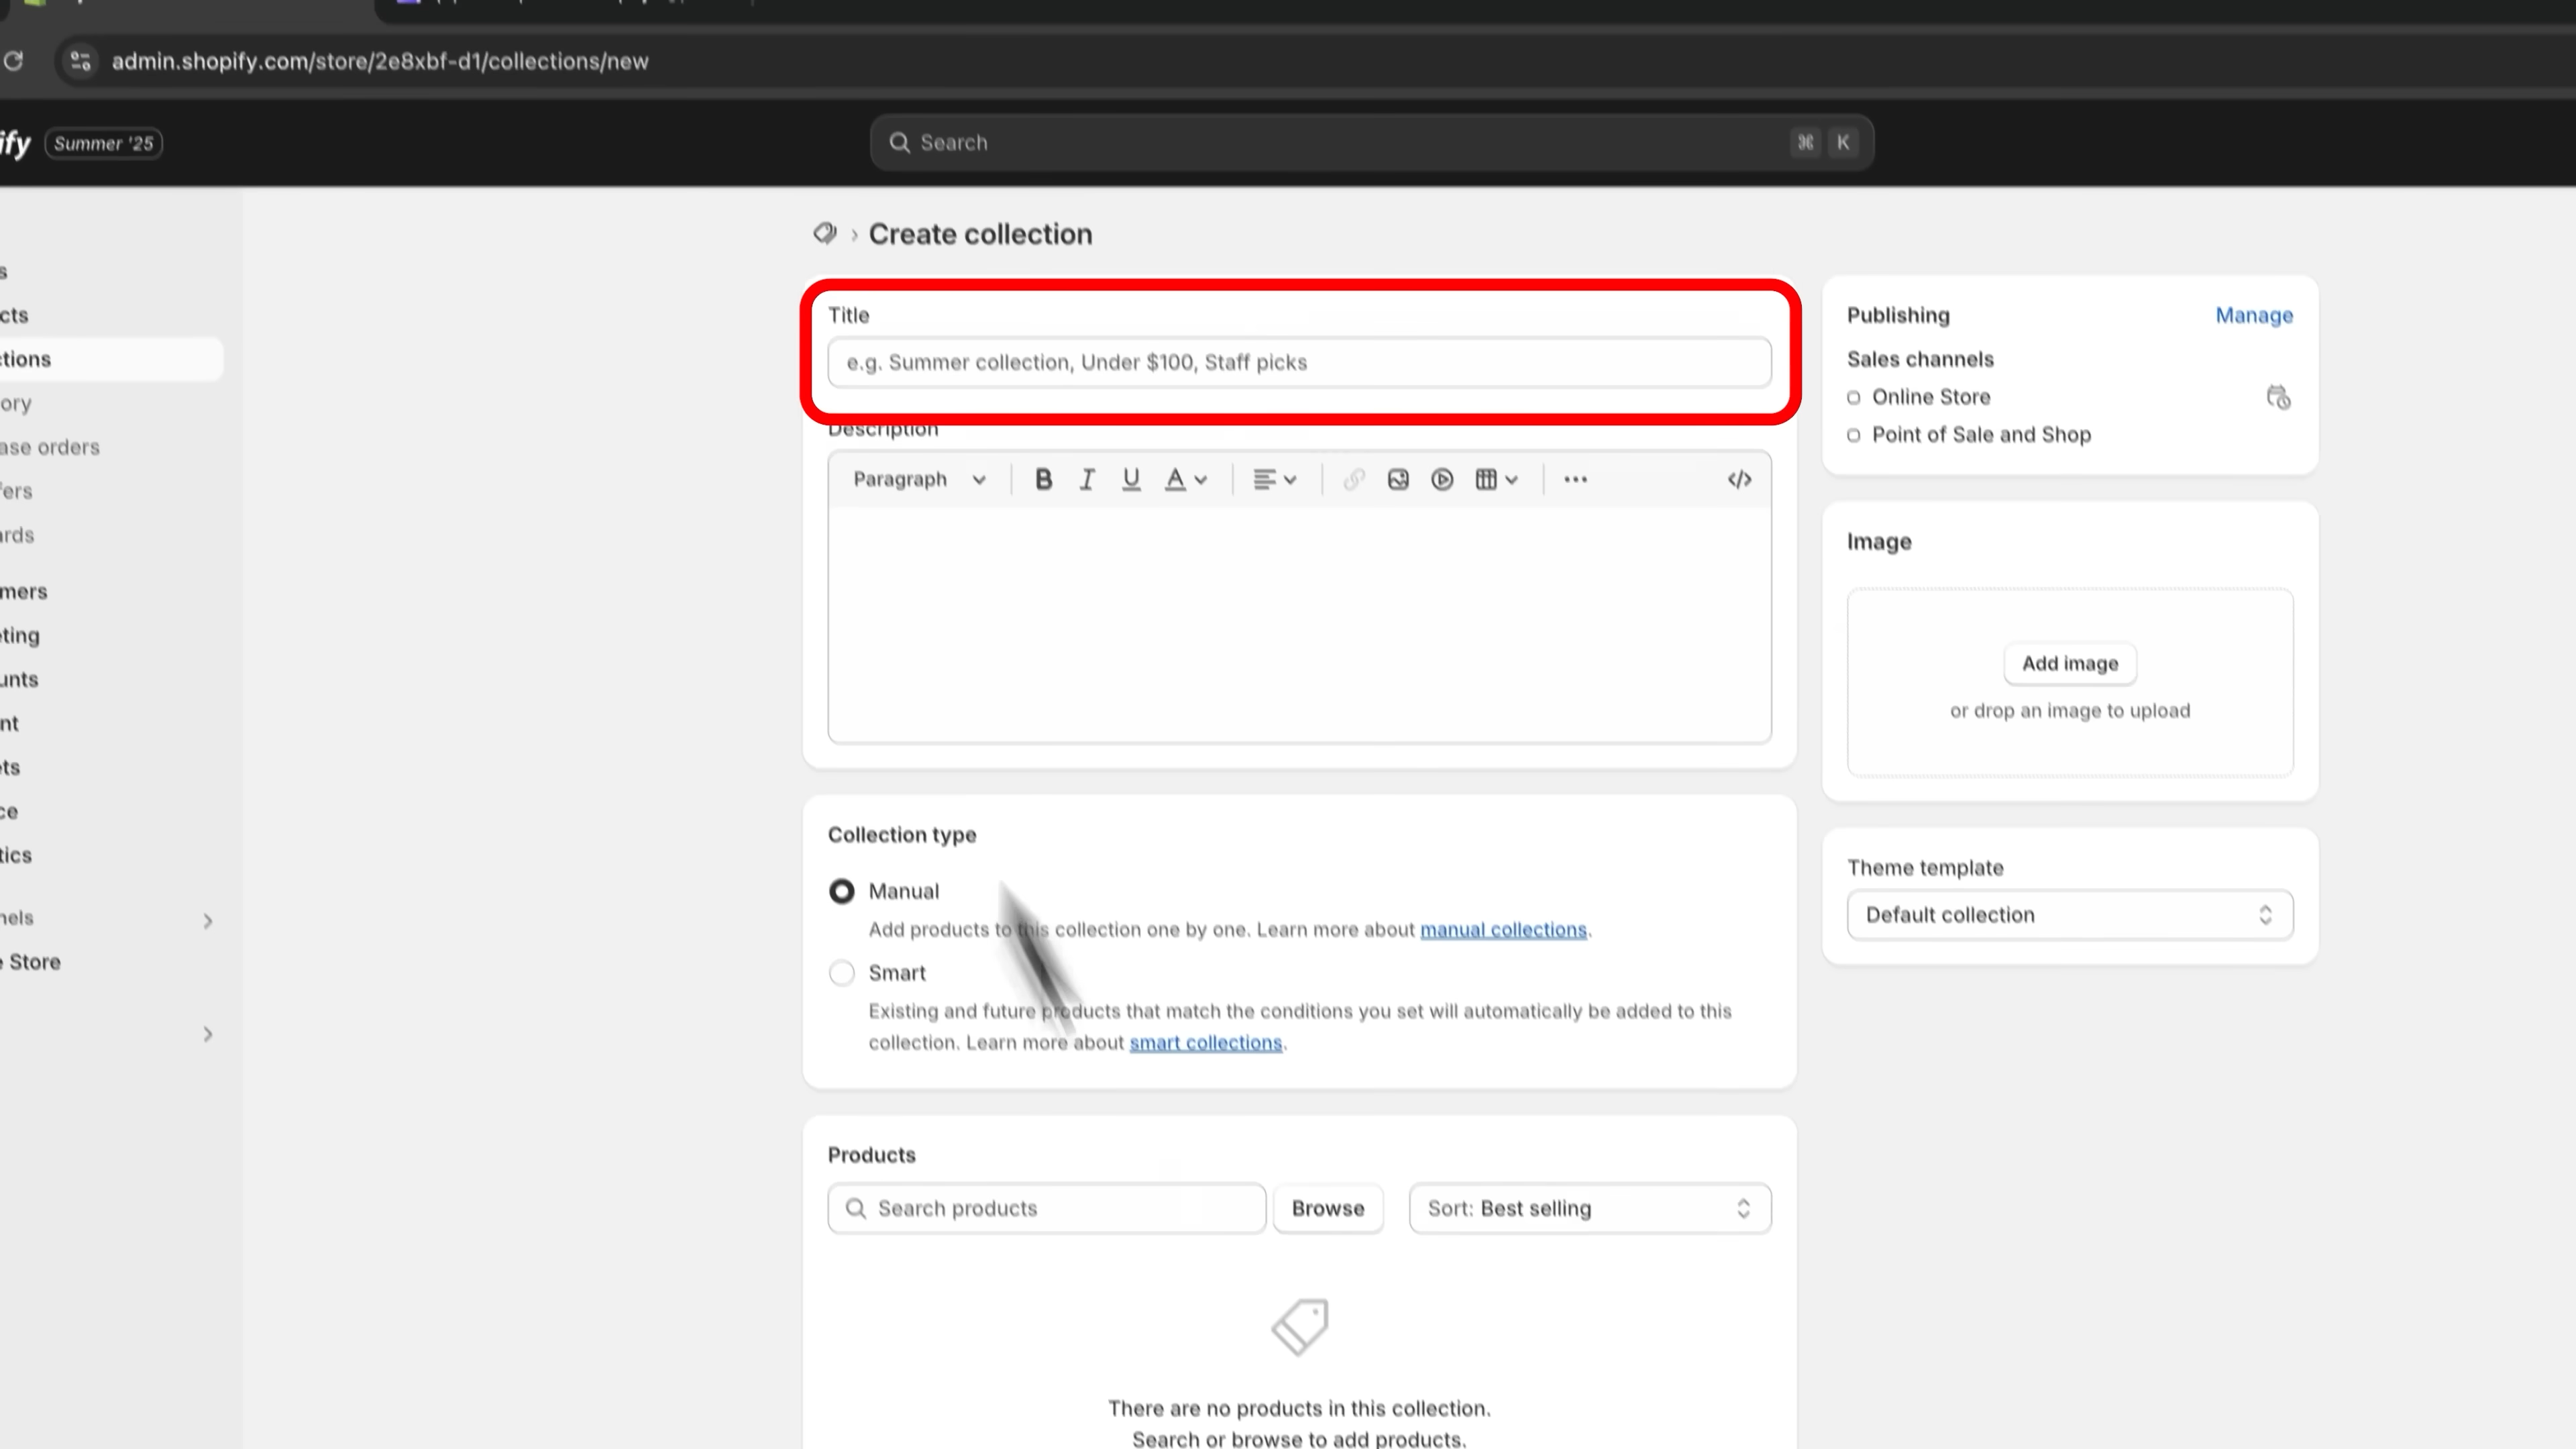 admin.shopify.com/store/2e8xbf-d1/collections/new
ify Summer '25
Search
⌘ K
Create collection
Title
e.g. Summer collection, Under $100, Staff picks
Description
Paragraph
B I U A
Publishing
Manage
Sales channels
Online Store
Point of Sale and Shop
Image
Add image
or drop an image to upload
Theme template
Default collection
Collection type
Manual
Add products to this collection one by one. Learn more about manual collections.
Smart
Existing and future products that match the conditions you set will automatically be added to this
collection. Learn more about smart collections.
Products
Search products
Browse
Sort: Best selling
There are no products in this collection.
Search or browse to add products.
s
cts
ctions
ory
ase orders
fers
ards
mers
eting
unts
nt
ets
ce
tics
nels
e Store